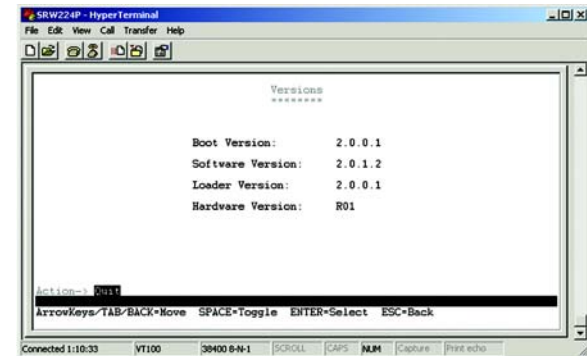 SRW224P - HyperTerminal
File Edit View Call Transfer Help
Versions
********
Boot Version: 2.0.0.1
Software Version: 2.0.1.2
Loader Version: 2.0.0.1
Hardware Version: R01
Action-> Quit
ArrowKeys/TAB/BACK=Move SPACE=Toggle ENTER=Select ESC=Back
Connected 1:10:33 VT100 38400 8-N-1 SCROLL CAPS NUM Capture Print echo